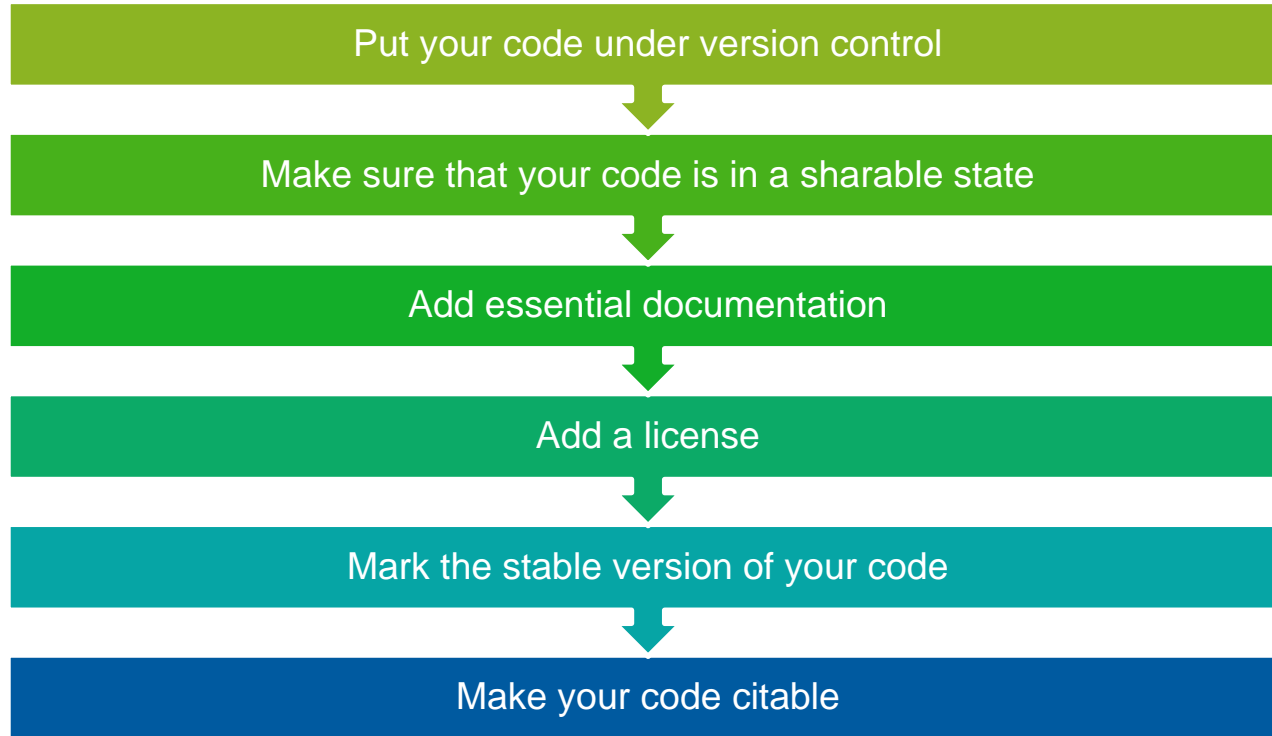 Put your code under version control
Make sure that your code is in a sharable state
Add essential documentation
Add a license
Mark the stable version of your code
Make your code citable